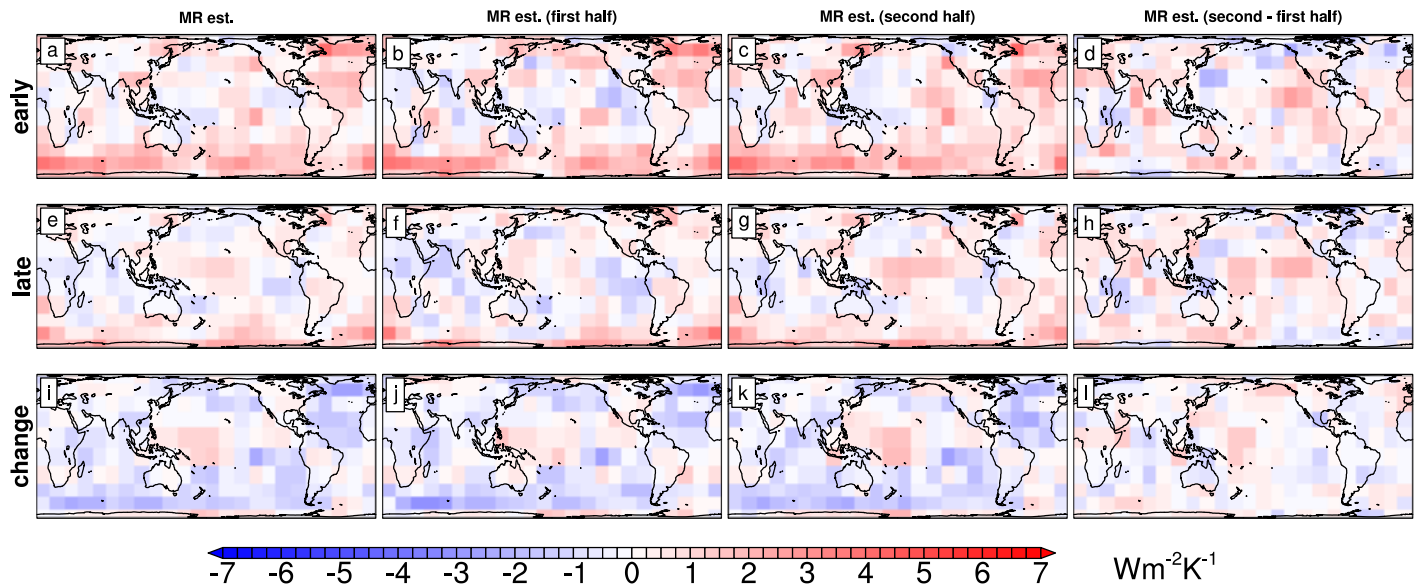 MR est.
MR est. (first half)
MR est. (second half)
MR est. (second - first half)
early
a
b
c
d
late
e
f
g
h
change
i
j
k
l
-7 -6 -5 -4 -3 -2 -1 0 1 2 3 4 5 6 7
Wm-2K-1